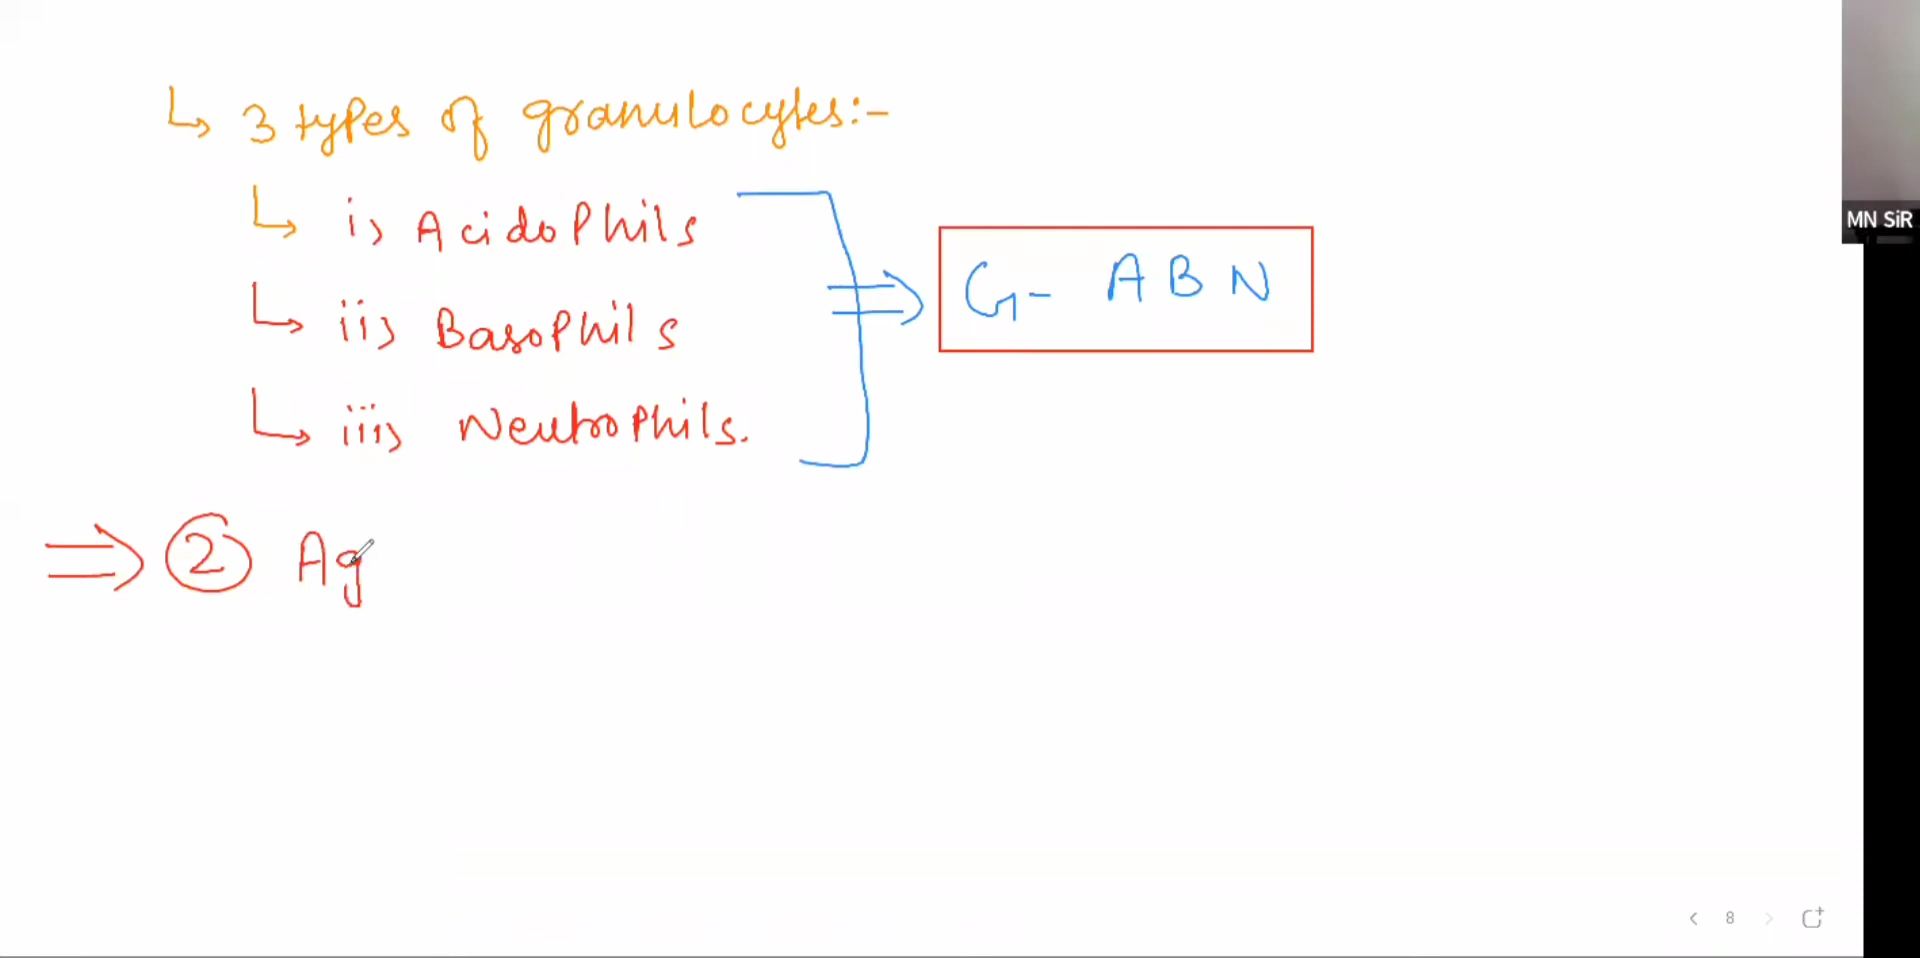 ↳ 3 types of granulocytes:-
↳ i) Acidophils
↳ ii) Basophils
↳ iii) Neutrophils.
⇒ G- A B N
⇒ 2 Ag
MN SiR
< 8 >